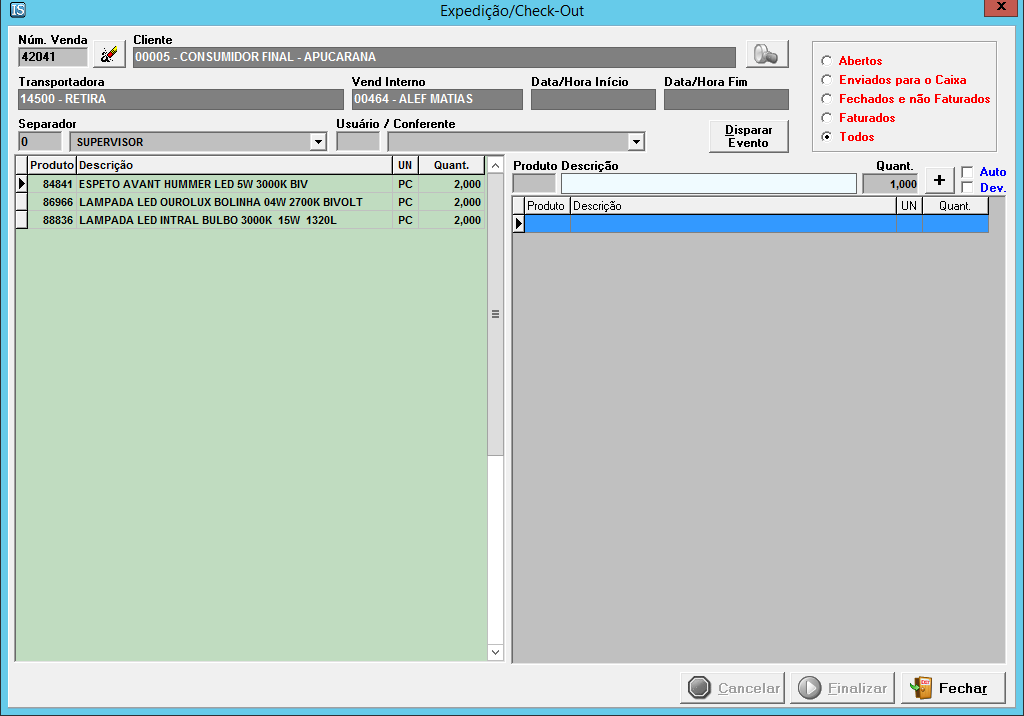 IS Expedição/Check-Out X
Núm. Venda Cliente
42041 00005 - CONSUMIDOR FINAL - APUCARANA
Transportadora Vend Interno Data/Hora Início Data/Hora Fim
14500 - RETIRA 00464 - ALEF MATIAS
Separador Usuário / Conferente
0 SUPERVISOR
Disparar
Evento
Abertos
Enviados para o Caixa
Fechados e não Faturados
Faturados
Todos
Produto Descrição UN Quant.
84841 ESPETO AVANT HUMMER LED 5W 3000K BIV PC 2,000
86966 LAMPADA LED OUROLUX BOLINHA 04W 2700K BIVOLT PC 2,000
88836 LAMPADA LED INTRAL BULBO 3000K 15W 1320L PC 2,000
Produto Descrição Quant.
1,000 +
Auto
Dev.
Produto Descrição UN Quant.
Cancelar Finalizar Fechar